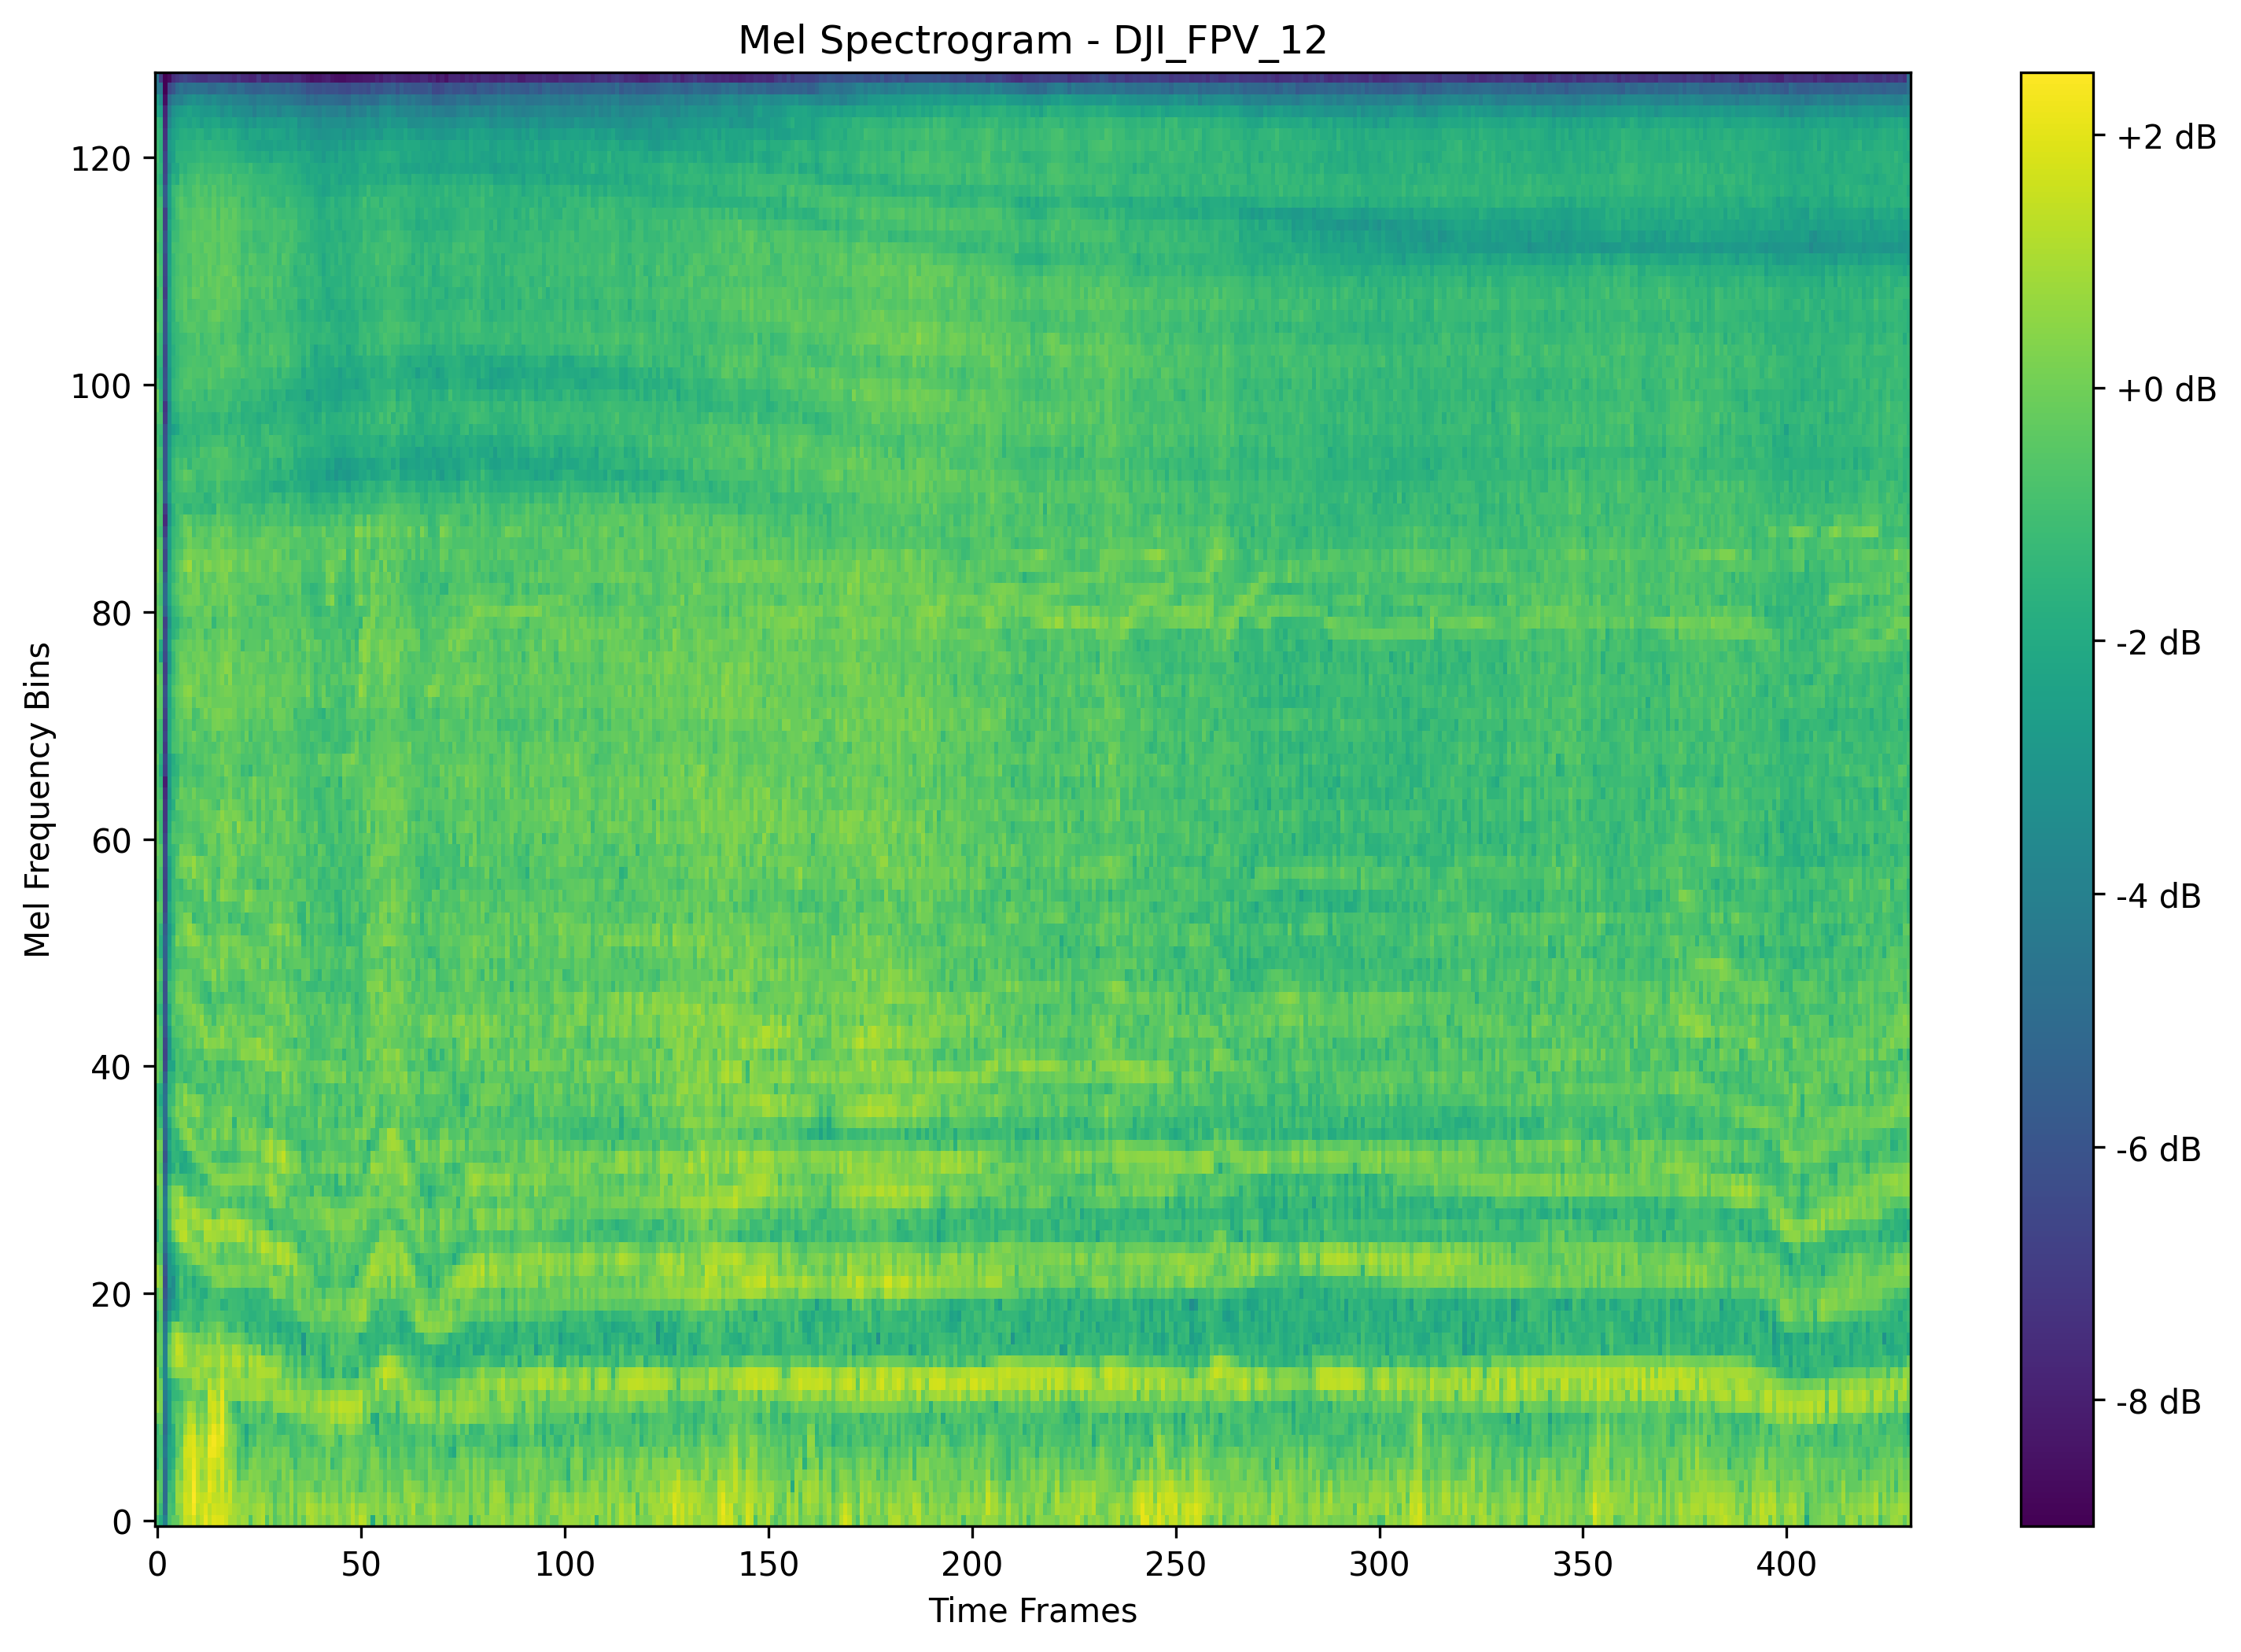 Mel Spectrogram - DJI_FPV_12
Mel Frequency Bins
120
100
80
60
40
20
0
0 50 100 150 200 250 300 350 400
Time Frames
+2 dB
+0 dB
-2 dB
-4 dB
-6 dB
-8 dB